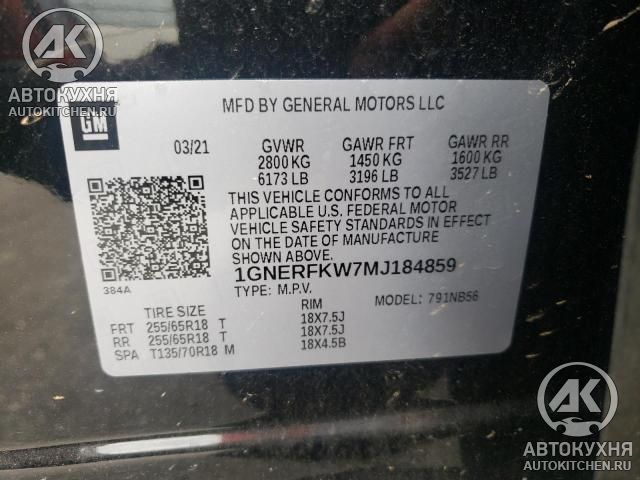 АВТОКУХНЯ
AUTOKITCHEN.RU
GM
MFD BY GENERAL MOTORS LLC
03/21 GVWR GAWR FRT GAWR RR
2800 KG 1450 KG 1600 KG
6173 LB 3196 LB 3527 LB
THIS VEHICLE CONFORMS TO ALL
APPLICABLE U.S. FEDERAL MOTOR
VEHICLE SAFETY STANDARDS IN EFFECT
ON THE DATE OF MANUFACTURE
SHOWN ABOVE.
1GNERFKW7MJ184859
384A TYPE: M.P.V. MODEL: 791NB56
TIRE SIZE RIM
FRT 255/65R18 T 18X7.5J
RR 255/65R18 T 18X7.5J
SPA T135/70R18 M 18X4.5B
АВТОКУХНЯ
AUTOKITCHEN.RU